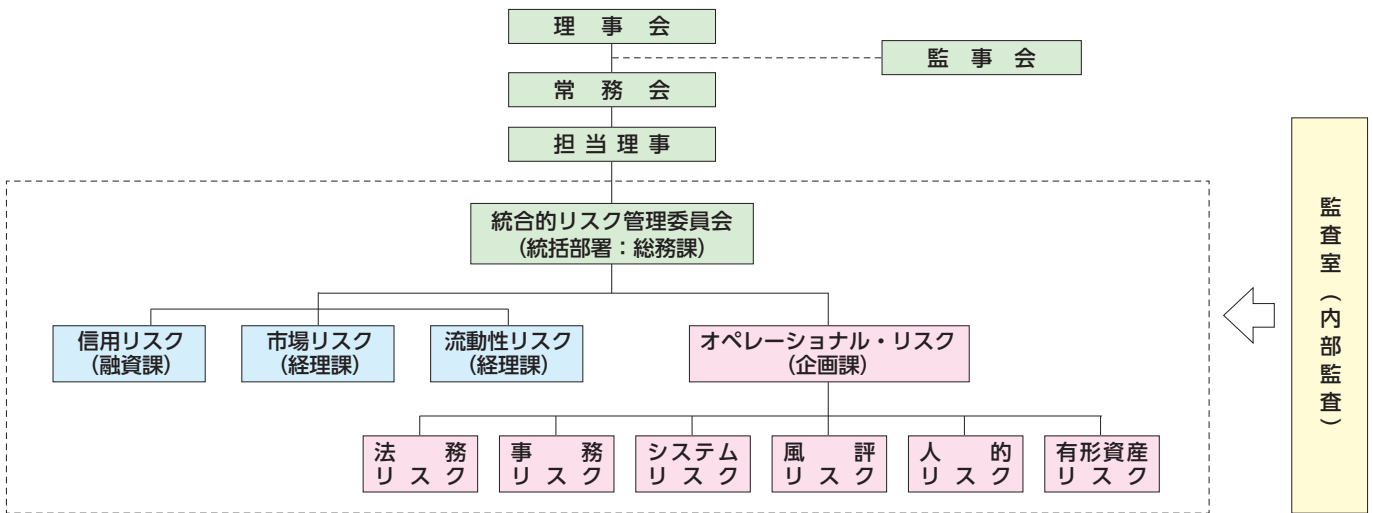 理事会
監事会
常務会
担当理事
統合的リスク管理委員会
(統括部署：総務課)
信用リスク
(融資課)
市場リスク
(経理課)
流動性リスク
(経理課)
オペレーショナル・リスク
(企画課)
法務
リスク
事務
リスク
システム
リスク
風評
リスク
人的
リスク
有形資産
リスク
監査室（内部監査）